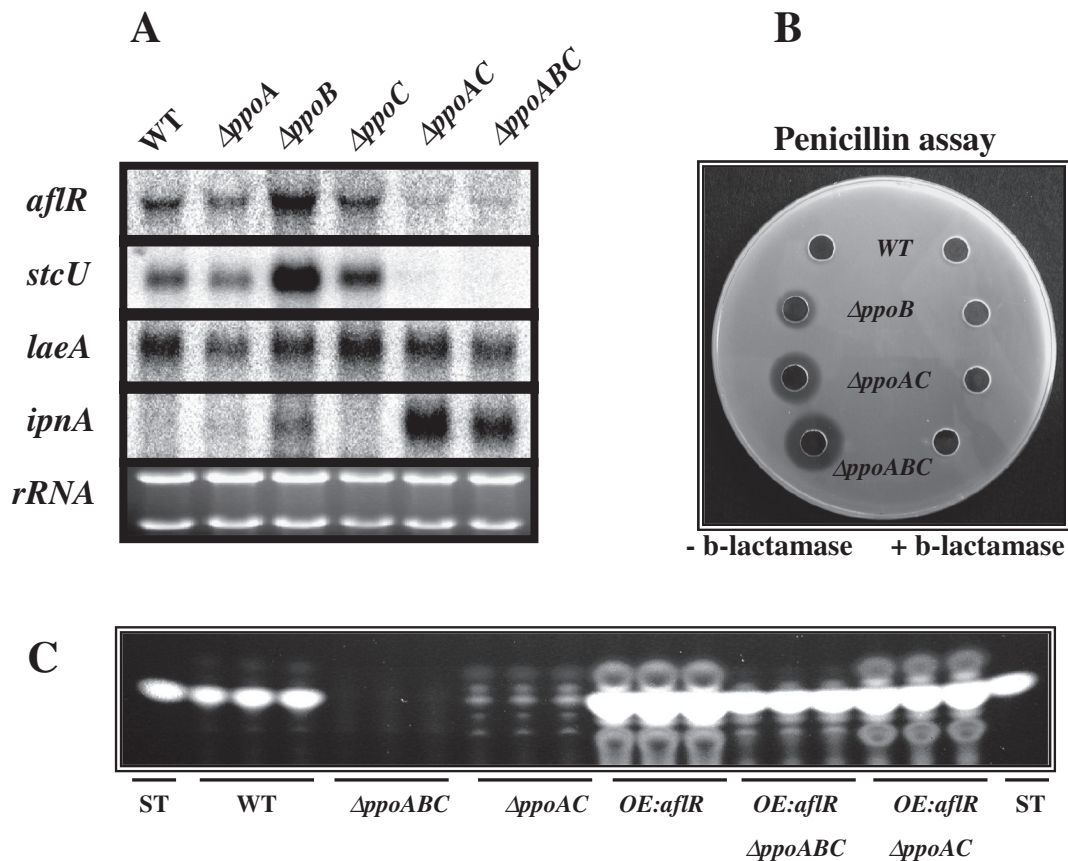 A
B
WT ΔppoA ΔppoB ΔppoC ΔppoAC ΔppoABC
Penicillin assay
aflR
stcU
laeA
ipnA
rRNA
WT
ΔppoB
ΔppoAC
ΔppoABC
- b-lactamase + b-lactamase
C
ST WT ΔppoABC ΔppoAC OE:aflR OE:aflR OE:aflR ST
ΔppoABC ΔppoAC